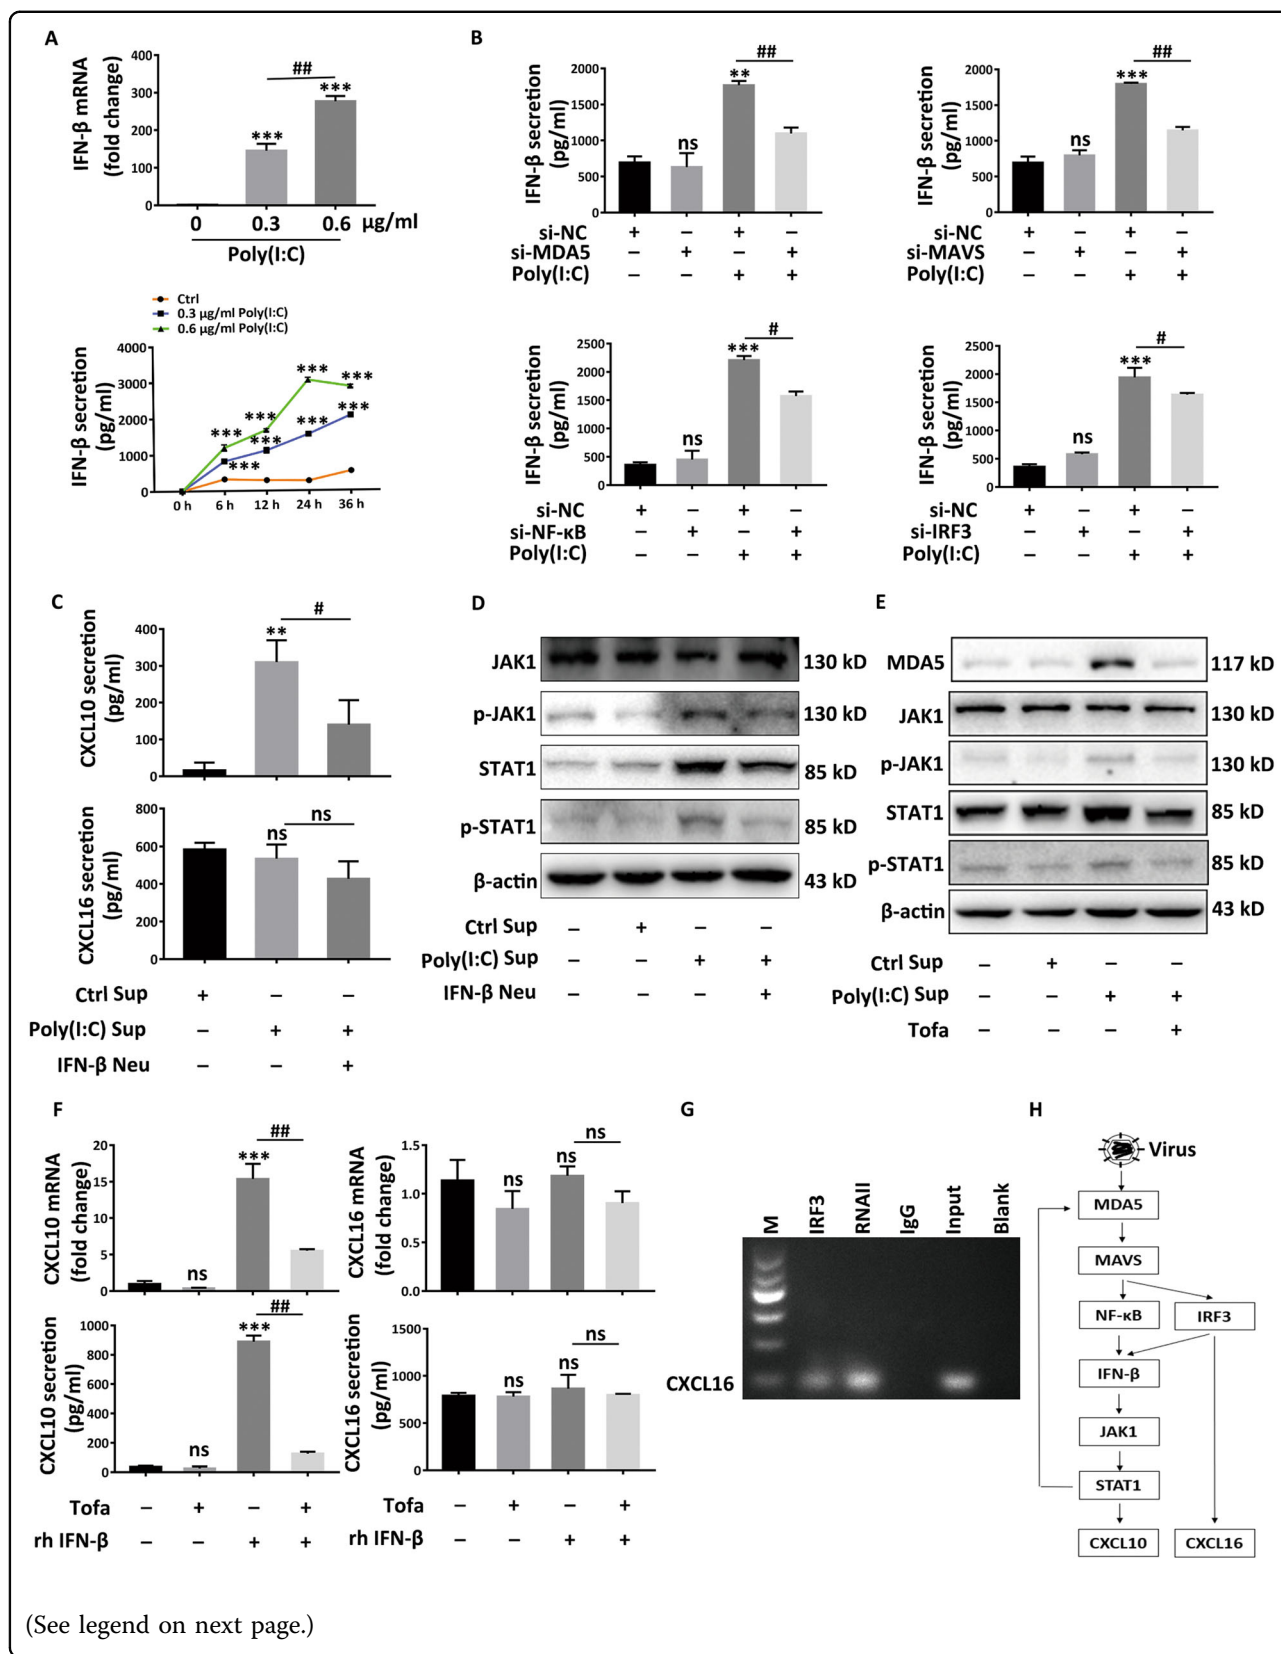 A
IFN-β mRNA
(fold change)
400
300
200
100
0
##
***
***
0 0.3 0.6 μg/ml
Poly(I:C)
Ctrl
0.3 μg/ml Poly(I:C)
0.6 μg/ml Poly(I:C)
IFN-β secretion
(pg/ml)
4000
3000
2000
1000
0
*** *** *** ***
*** *** ***
***
0 h 6 h 12 h 24 h 36 h
B
IFN-β secretion
(pg/ml)
2000
1500
1000
500
0
ns ** ##
si-NC + – + –
si-MDA5 – + – +
Poly(I:C) – – + +
IFN-β secretion
(pg/ml)
2000
1500
1000
500
0
ns *** ##
si-NC + – + –
si-MAVS – + – +
Poly(I:C) – – + +
IFN-β secretion
(pg/ml)
2500
2000
1500
1000
500
0
ns *** #
si-NC + – + –
si-NF-κB – + – +
Poly(I:C) – – + +
IFN-β secretion
(pg/ml)
2500
2000
1500
1000
500
0
ns *** #
si-NC + – + –
si-IRF3 – + – +
Poly(I:C) – – + +
C
CXCL10 secretion
(pg/ml)
400
300
200
100
0
** #
CXCL16 secretion
(pg/ml)
800
600
400
200
0
ns ns
Ctrl Sup + – –
Poly(I:C) Sup – + +
IFN-β Neu – – +
D
JAK1 130 kD
p-JAK1 130 kD
STAT1 85 kD
p-STAT1 85 kD
β-actin 43 kD
Ctrl Sup – + – –
Poly(I:C) Sup – – + +
IFN-β Neu – – – +
E
MDA5 117 kD
JAK1 130 kD
p-JAK1 130 kD
STAT1 85 kD
p-STAT1 85 kD
β-actin 43 kD
Ctrl Sup – + – –
Poly(I:C) Sup – – + +
Tofa – – – +
F
CXCL10 mRNA
(fold change)
20
15
10
5
0
ns *** ##
CXCL16 mRNA
(fold change)
1.5
1.0
0.5
0.0
ns ns ns
CXCL10 secretion
(pg/ml)
1000
800
600
400
200
0
ns *** ##
Tofa – + – +
rh IFN-β – – + +
CXCL16 secretion
(pg/ml)
1500
1000
500
0
ns ns ns
Tofa – + – +
rh IFN-β – – + +
G
M IRF3 RNAII IgG Input Blank
CXCL16
H
Virus
MDA5
MAVS
NF-κB IRF3
IFN-β
JAK1
STAT1
CXCL10 CXCL16
(See legend on next page.)